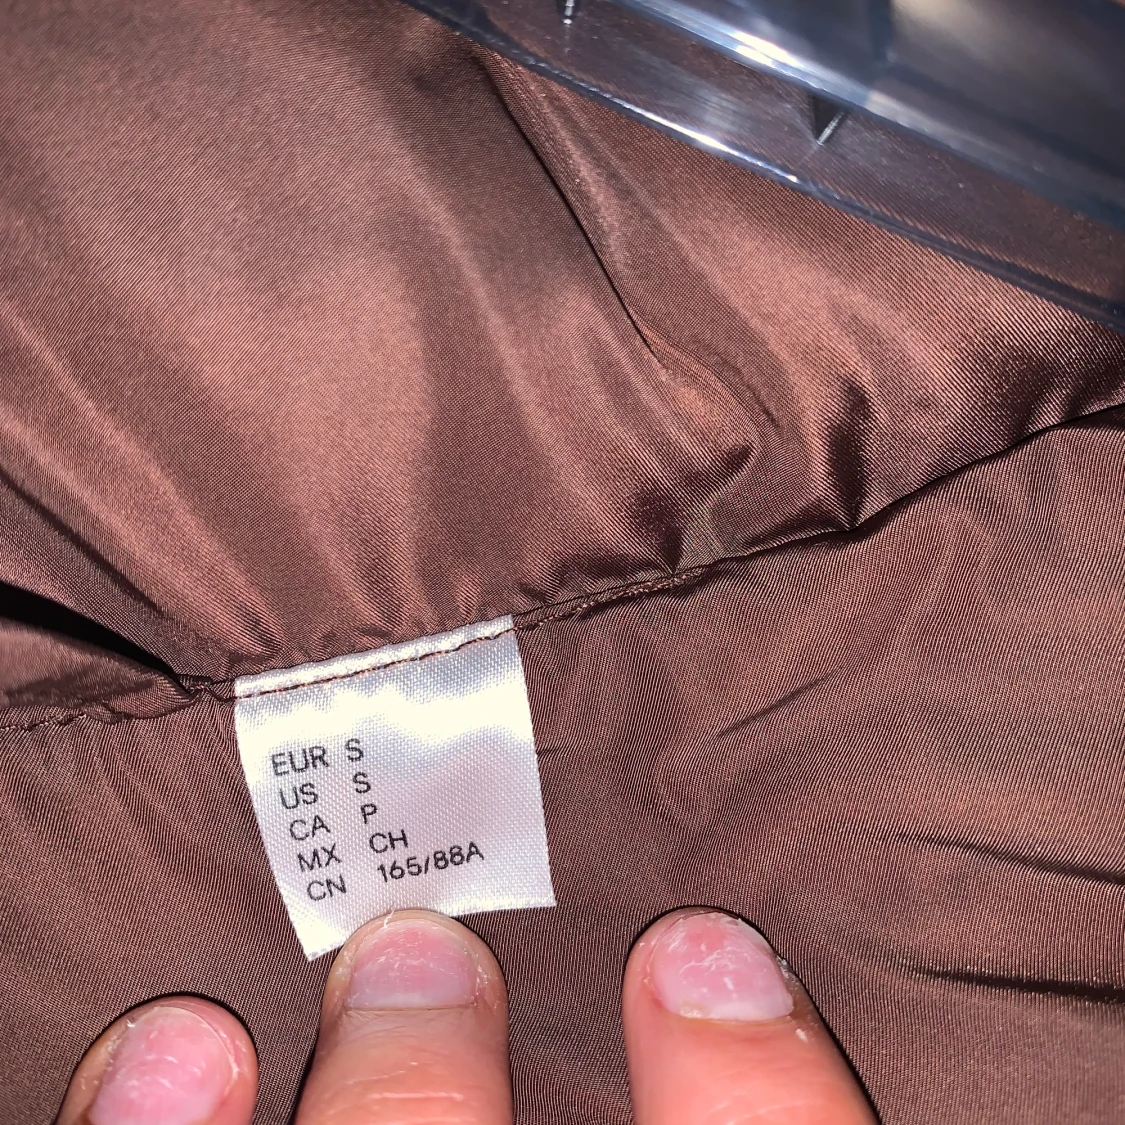 EUR S
US S
CA P
MX CH
CN 165/88A